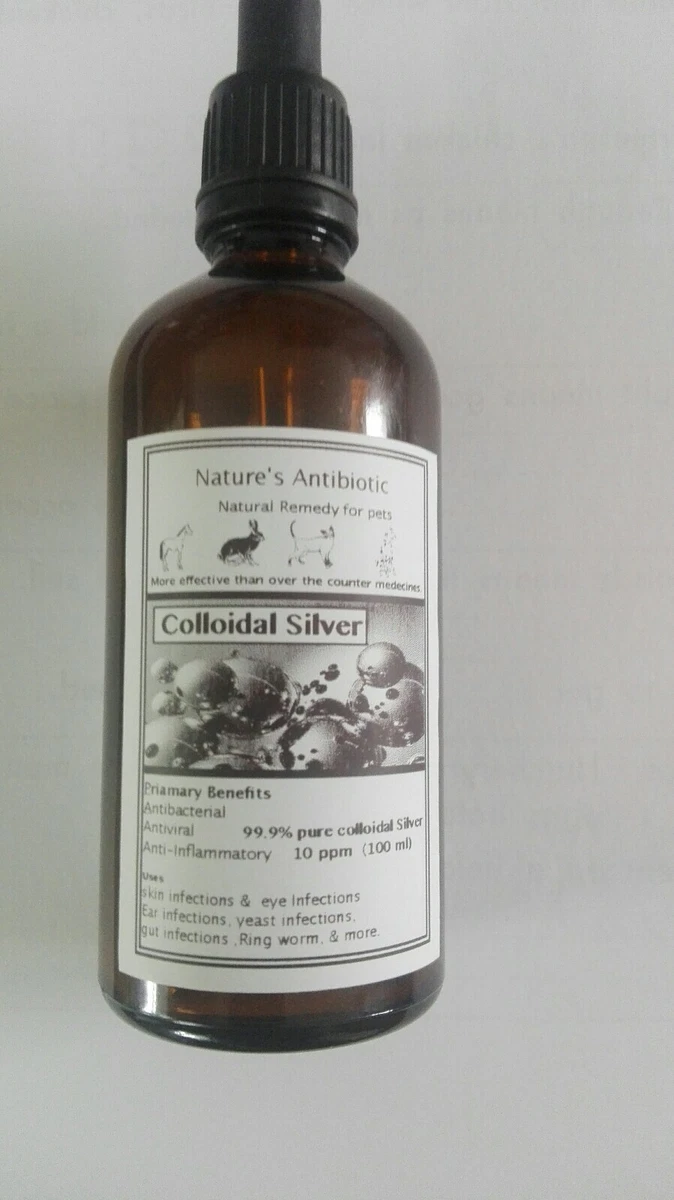 Nature's Antibiotic
Natural Remedy for pets
More effective than over the counter medecines.
Colloidal Silver
Priamary Benefits
Antibacterial
Antiviral 99.9% pure colloidal Silver
Anti-Inflammatory 10 ppm (100 ml)
Uses
skin infections & eye Infections
Ear infections, yeast infections,
gut infections ,Ring worm, & more.